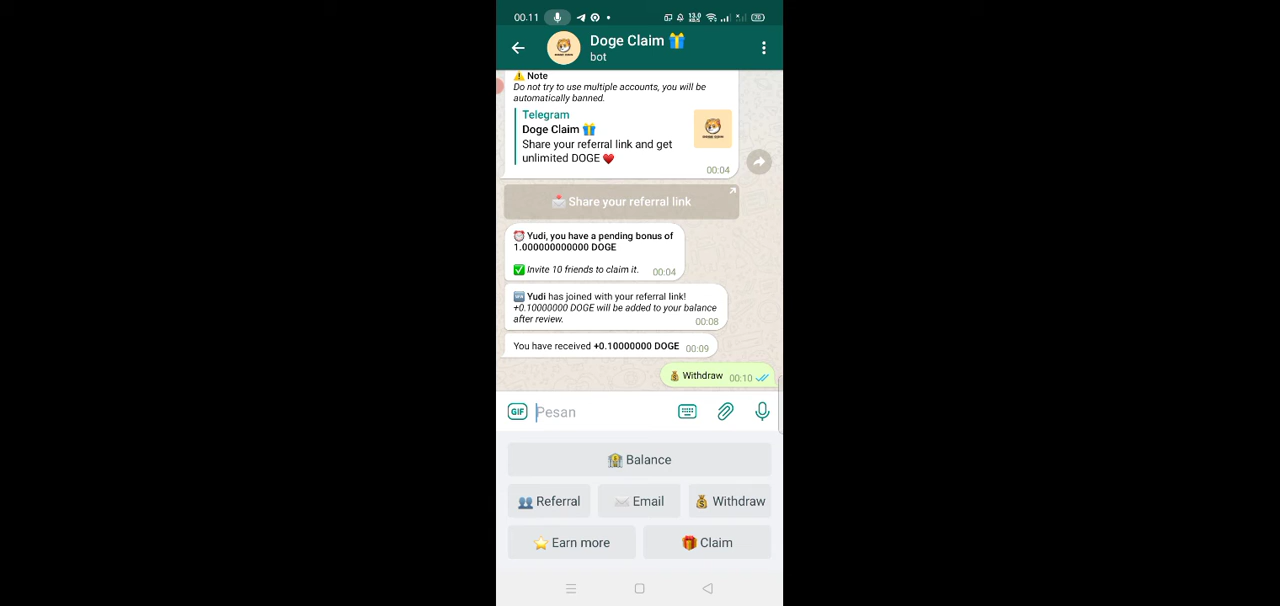 00.11
13.0
70
Doge Claim
bot
Note
Do not try to use multiple accounts, you will be
automatically banned.
Telegram
Doge Claim
Share your referral link and get
unlimited DOGE
00:04
Share your referral link
Yudi, you have a pending bonus of
1.000000000000 DOGE
Invite 10 friends to claim it.
00:04
Yudi has joined with your referral link!
+0.10000000 DOGE will be added to your balance
after review.
00:08
You have received +0.10000000 DOGE 00:09
Withdraw 00:10
GIF Pesan
Balance
Referral
Email
Withdraw
Earn more
Claim